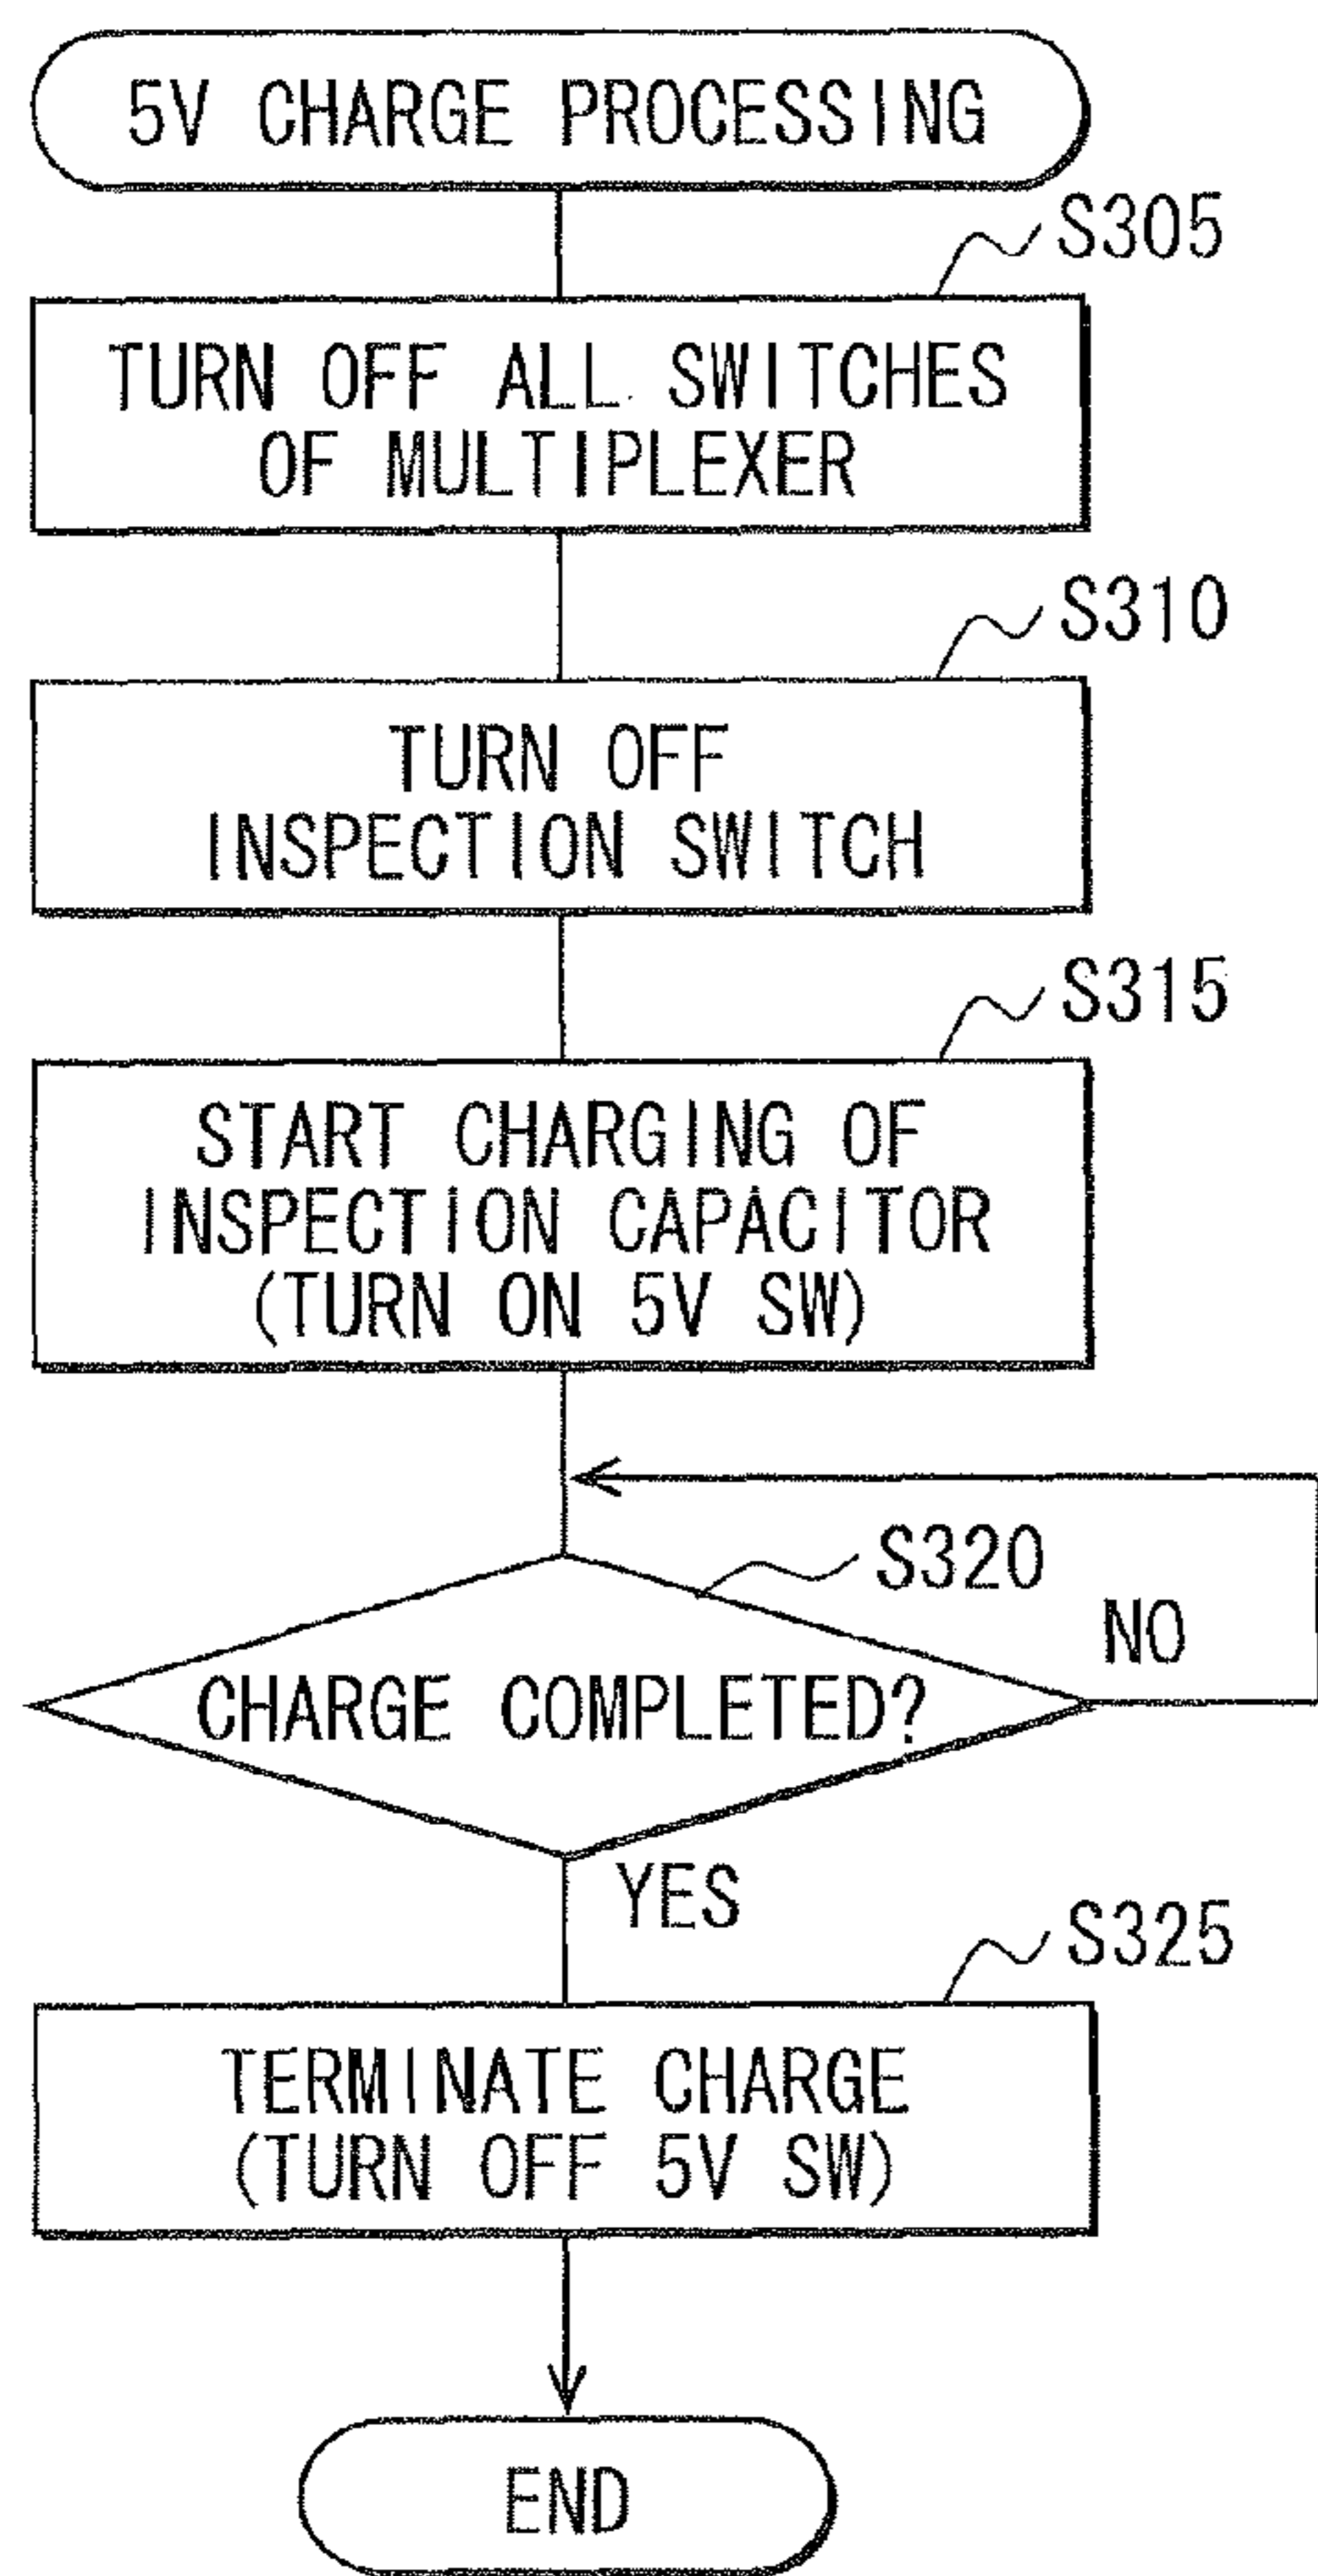 5V CHARGE PROCESSING
S305
TURN OFF ALL SWITCHES
OF MULTIPLEXER
S310
TURN OFF
INSPECTION SWITCH
S315
START CHARGING OF
INSPECTION CAPACITOR
(TURN ON 5V SW)
S320
NO
CHARGE COMPLETED?
YES
S325
TERMINATE CHARGE
(TURN OFF 5V SW)
END